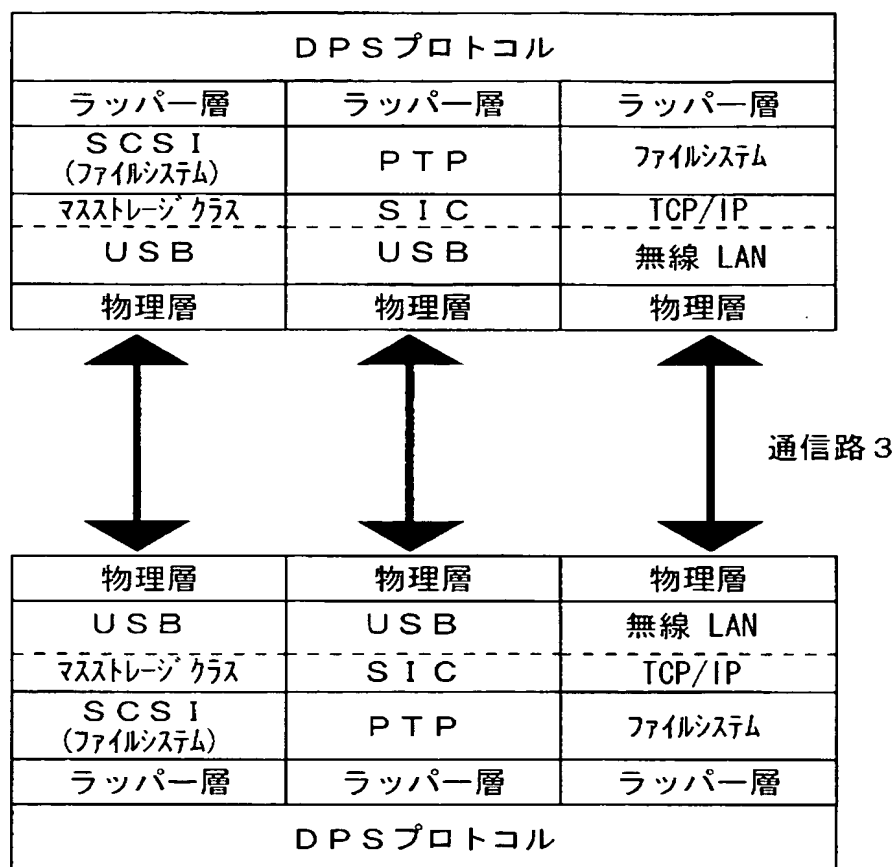 DPSプロトコル
ラッパー層 ラッパー層 ラッパー層
SCSI
(ファイルシステム) PTP ファイルシステム
マスストレージクラス SIC TCP/IP
USB USB 無線 LAN
物理層 物理層 物理層
通信路3
物理層 物理層 物理層
USB USB 無線 LAN
マスストレージクラス SIC TCP/IP
SCSI
(ファイルシステム) PTP ファイルシステム
ラッパー層 ラッパー層 ラッパー層
DPSプロトコル